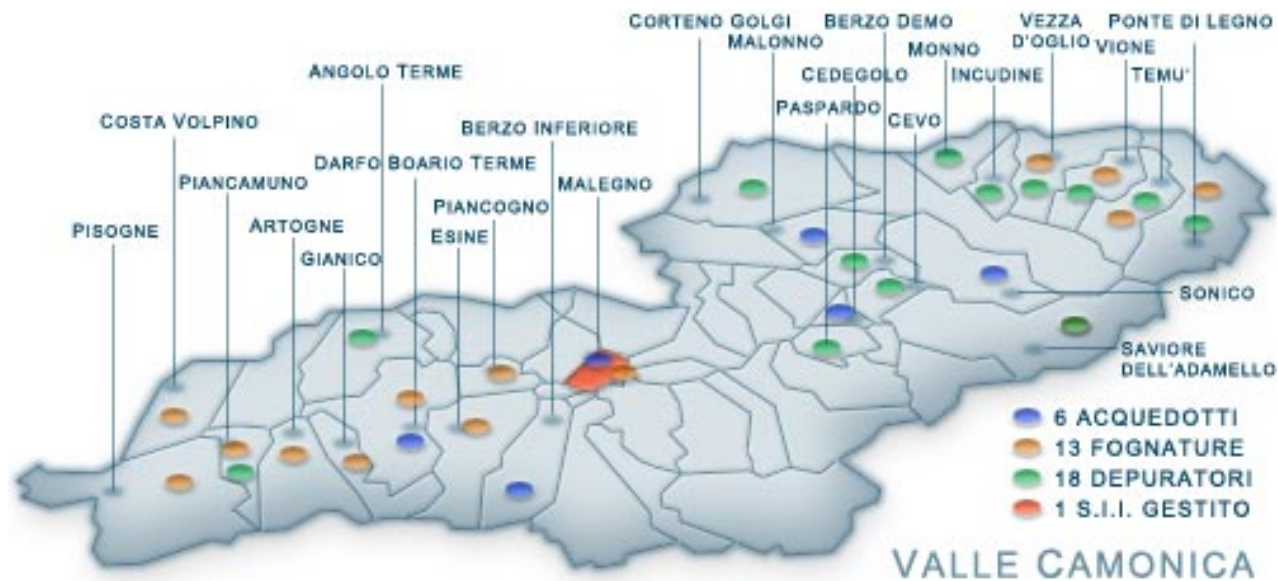 CORTENO GOLGI
BERZO DEMO
VEZZA
D'OGLIO
PONTE DI LEGNO
MALONNO
MONNO
VIONE
ANGOLO TERME
CEDEGOLO
INCUDINE
TEMU'
PASPARDO
CEVO
COSTA VOLPINO
BERZO INFERIORE
DARFO BOARIO TERME
MALEGNO
PIANCAMUNO
PIANCOGNO
ARTOGNE
ESINE
PISOGNE
GIANICO
SONICO
SAVIORE
DELL'ADAMELLO
6 ACQUEDOTTI
13 FOGNATURE
18 DEPURATORI
1 S.I.I. GESTITO
VALLE CAMONICA